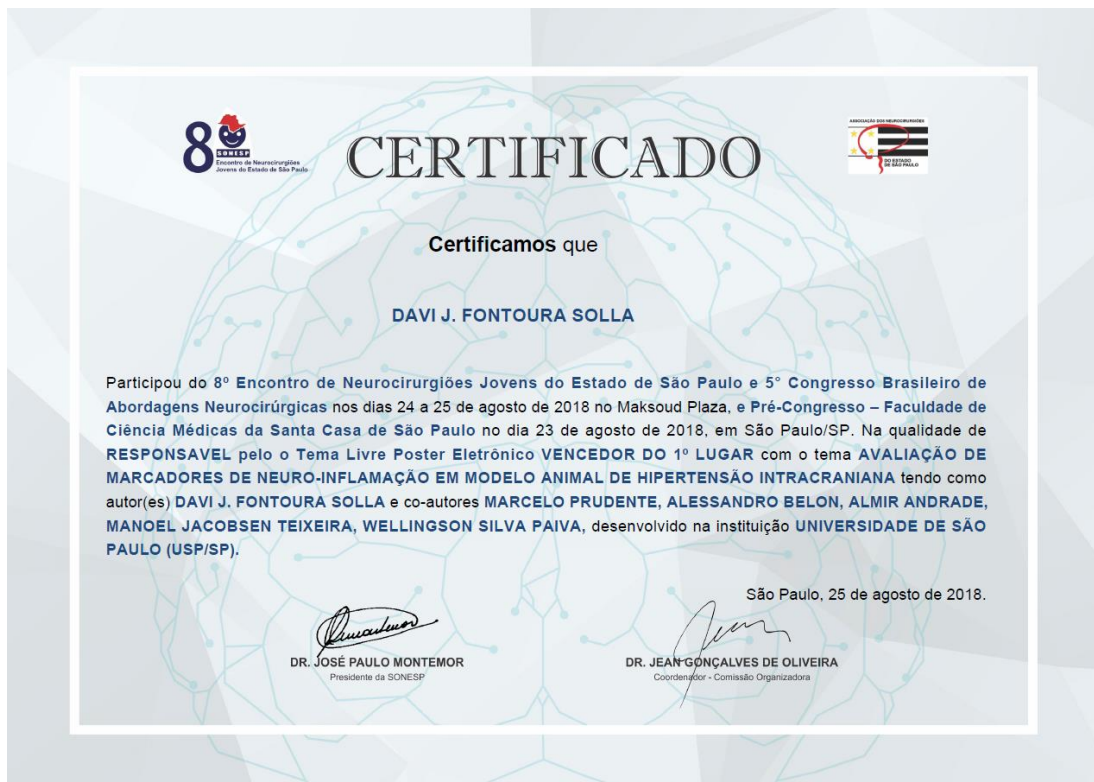 8
SONESP
Encontro de Neurocirurgiões
Jovens do Estado de São Paulo
CERTIFICADO
ASSOCIAÇÃO DOS NEUROCIRURGIÕES
DO ESTADO
DE SÃO PAULO
Certificamos que
DAVI J. FONTOURA SOLLA
Participou do 8º Encontro de Neurocirurgiões Jovens do Estado de São Paulo e 5° Congresso Brasileiro de
Abordagens Neurocirúrgicas nos dias 24 a 25 de agosto de 2018 no Maksoud Plaza, e Pré-Congresso – Faculdade de
Ciência Médicas da Santa Casa de São Paulo no dia 23 de agosto de 2018, em São Paulo/SP. Na qualidade de
RESPONSAVEL pelo o Tema Livre Poster Eletrônico VENCEDOR DO 1º LUGAR com o tema AVALIAÇÃO DE
MARCADORES DE NEURO-INFLAMAÇÃO EM MODELO ANIMAL DE HIPERTENSÃO INTRACRANIANA tendo como
autor(es) DAVI J. FONTOURA SOLLA e co-autores MARCELO PRUDENTE, ALESSANDRO BELON, ALMIR ANDRADE,
MANOEL JACOBSEN TEIXEIRA, WELLINGSON SILVA PAIVA, desenvolvido na instituição UNIVERSIDADE DE SÃO
PAULO (USP/SP).
São Paulo, 25 de agosto de 2018.
DR. JOSÉ PAULO MONTEMOR
Presidente da SONESP
DR. JEAN GONÇALVES DE OLIVEIRA
Coordenador - Comissão Organizadora